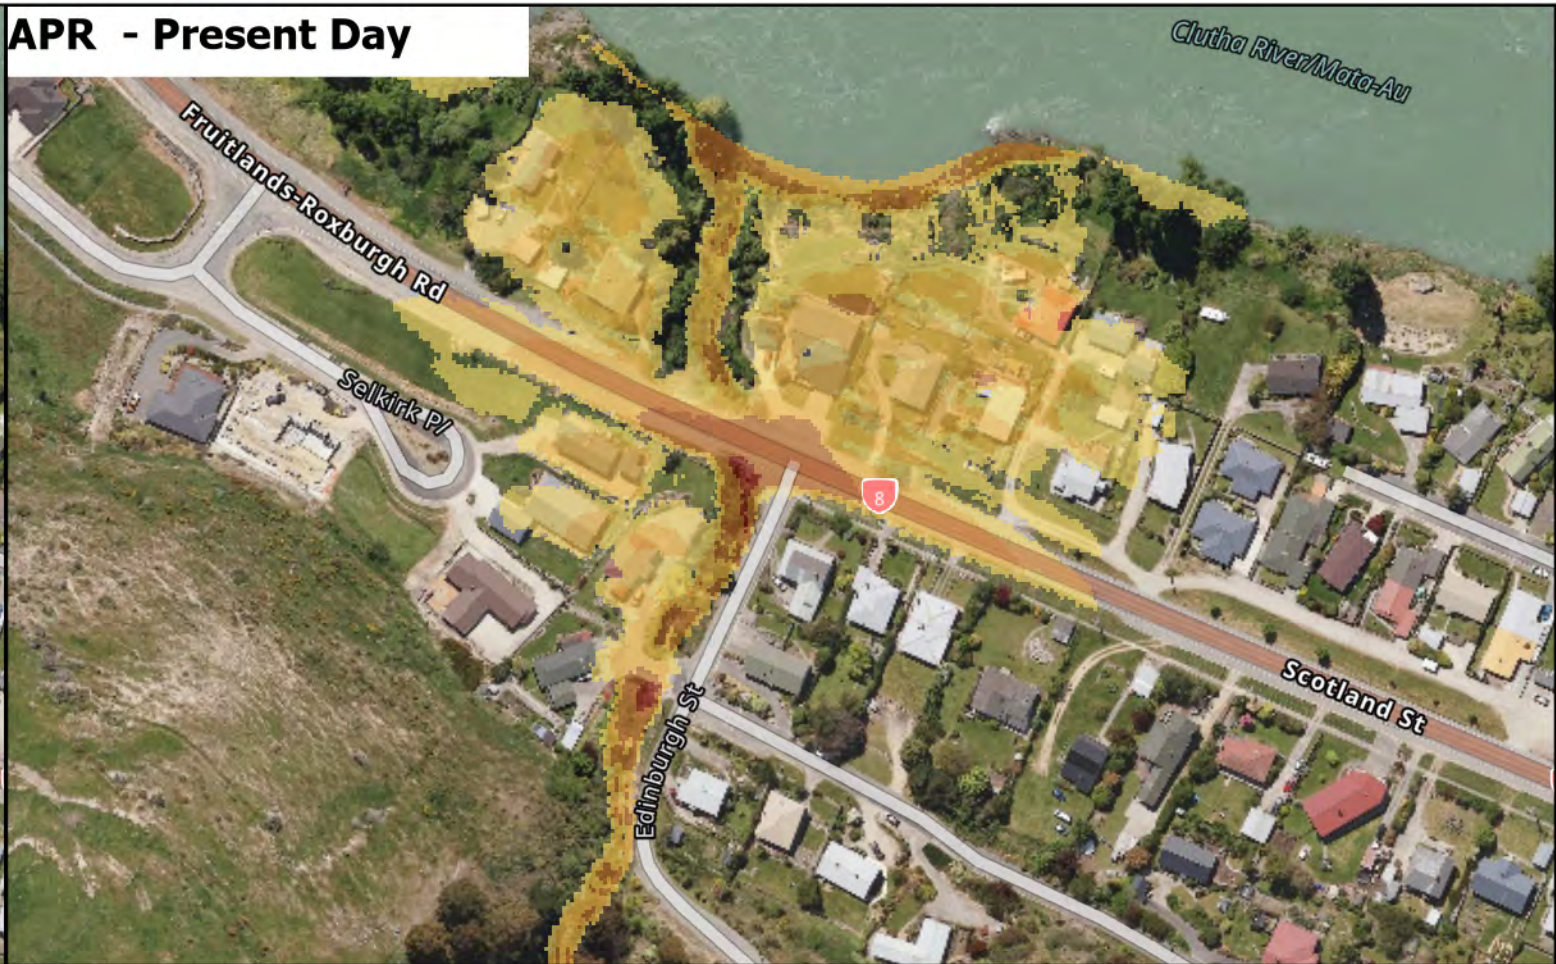 APR - Present Day
Clutha River/Mata-Au
Fruitlands-Roxburgh Rd
Selkirk Pl
8
Scotland St
Edinburgh St